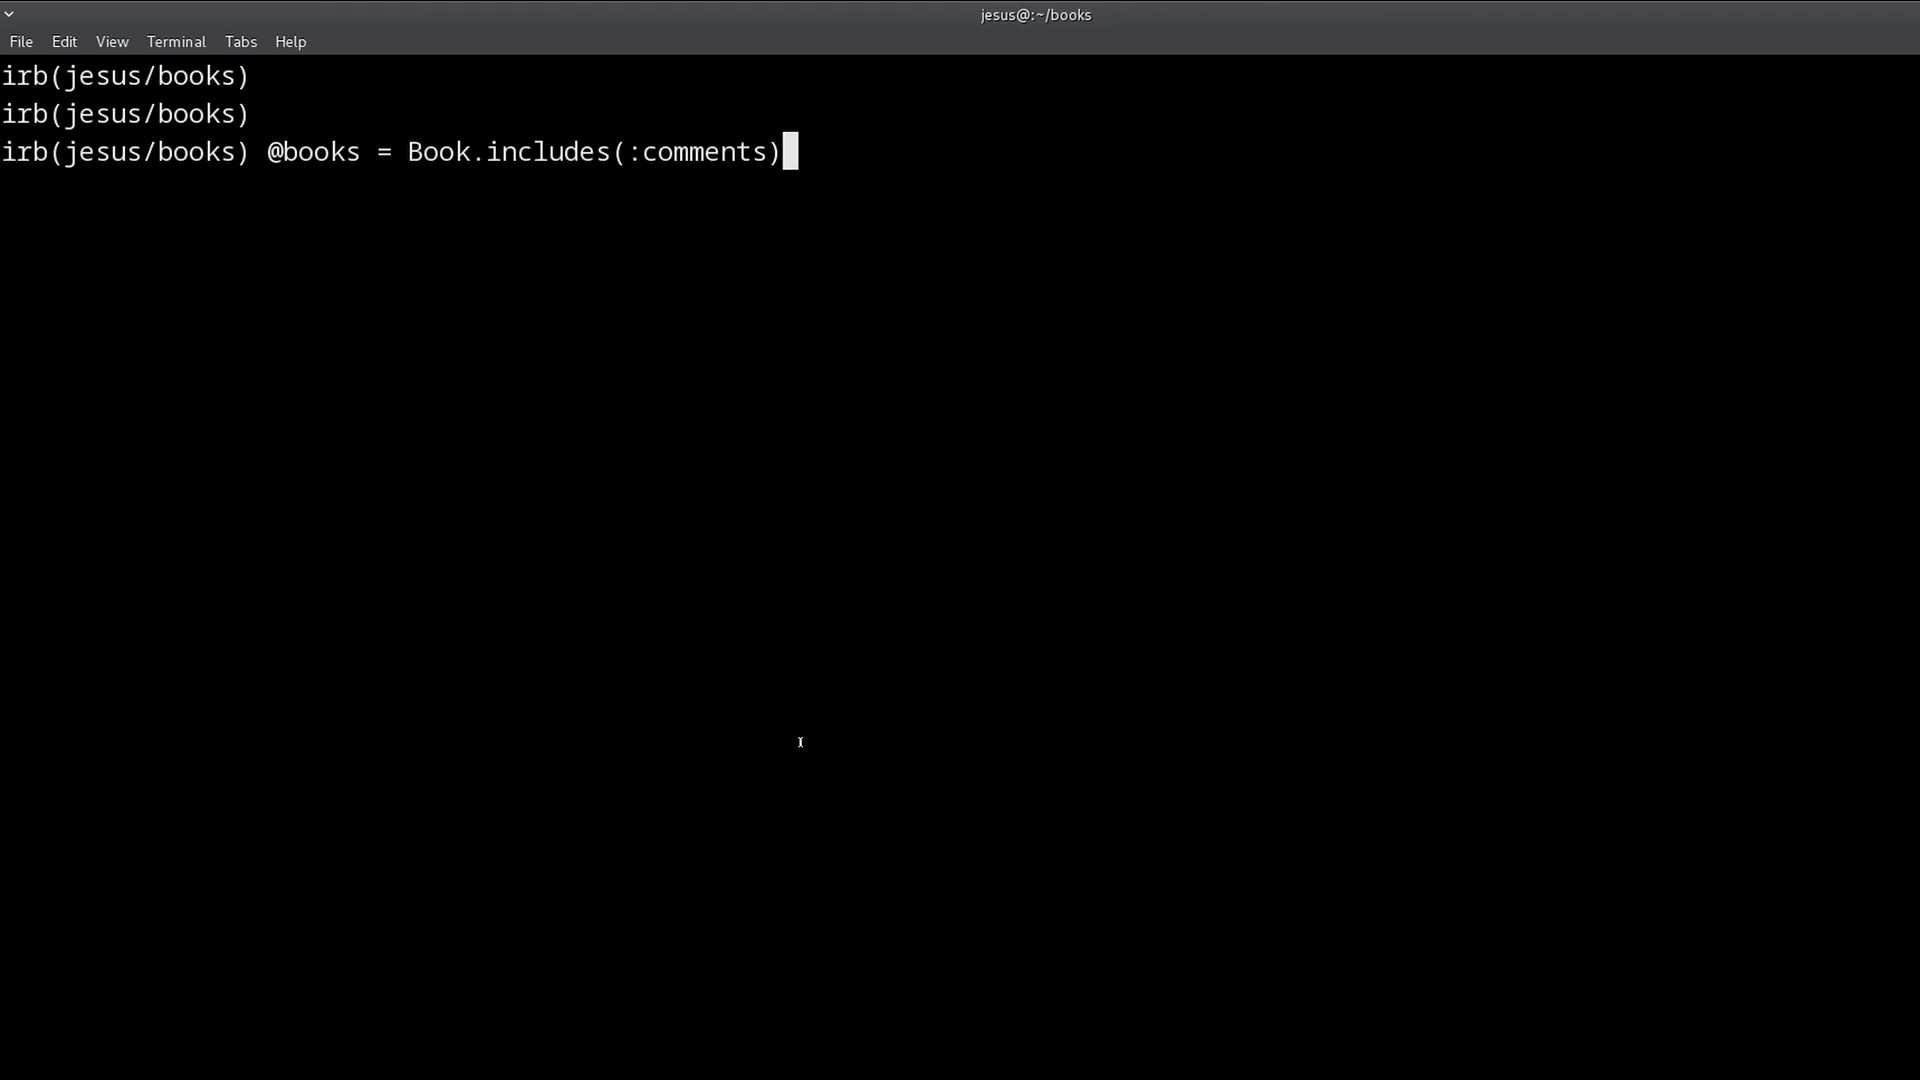 jesus@:~/books
File Edit View Terminal Tabs Help
irb(jesus/books)
irb(jesus/books)
irb(jesus/books) @books = Book.includes(:comments)